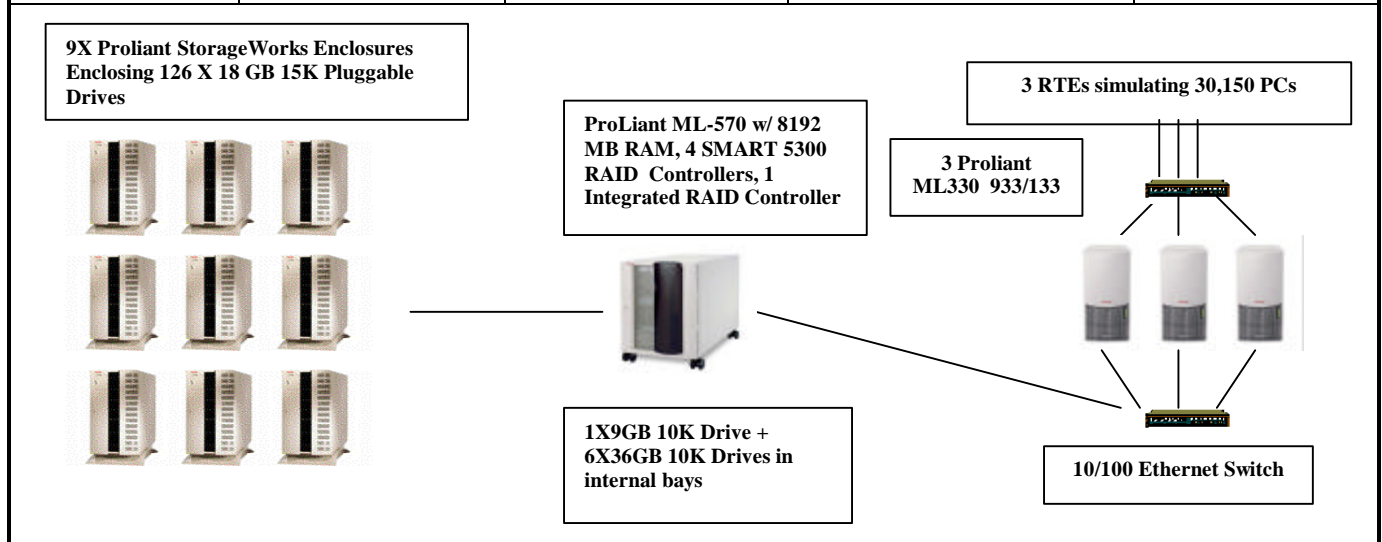 9X Proliant StorageWorks Enclosures
Enclosing 126 X 18 GB 15K Pluggable
Drives
ProLiant ML-570 w/ 8192
MB RAM, 4 SMART 5300
RAID Controllers, 1
Integrated RAID Controller
3 RTEs simulating 30,150 PCs
3 Proliant
ML330 933/133
1X9GB 10K Drive +
6X36GB 10K Drives in
internal bays
10/100 Ethernet Switch